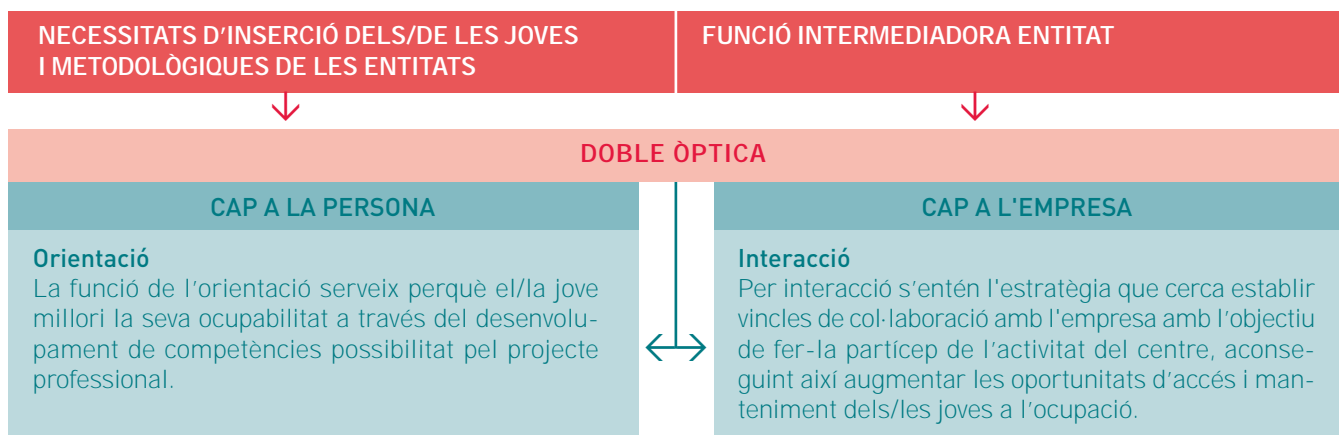 NECESSITATS D’INSERCIÓ DELS/DE LES JOVES
I METODOLÒGIQUES DE LES ENTITATS
FUNCIÓ INTERMEDIADORA ENTITAT
DOBLE ÒPTICA
CAP A LA PERSONA
Orientació
La funció de l’orientació serveix perquè el/la jove
millori la seva ocupabilitat a través del desenvolu-
pament de competències possibilitat pel projecte
professional.
CAP A L'EMPRESA
Interacció
Per interacció s’entén l'estratègia que cerca establir
vincles de col·laboració amb l'empresa amb l’objectiu
de fer-la partícep de l’activitat del centre, aconse-
guint així augmentar les oportunitats d’accés i man-
teniment dels/les joves a l’ocupació.